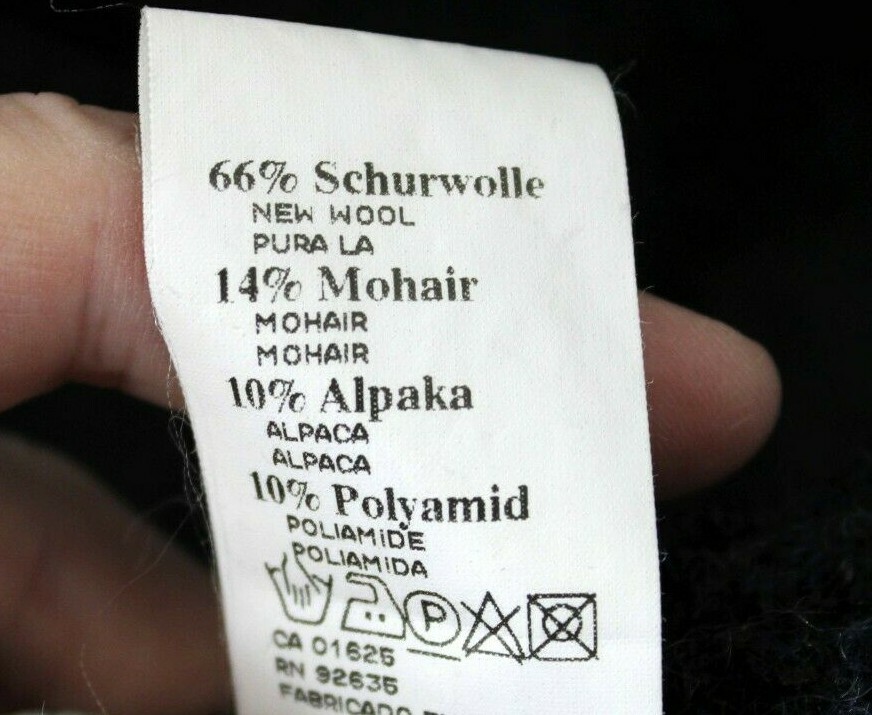 66% Schurwolle
NEW WOOL
PURA LA
14% Mohair
MOHAIR
MOHAIR
10% Alpaka
ALPACA
ALPACA
10% Polyamid
POLIAMIDE
POLIAMIDA
P
CA 01625
RN 92635
FABRICADO